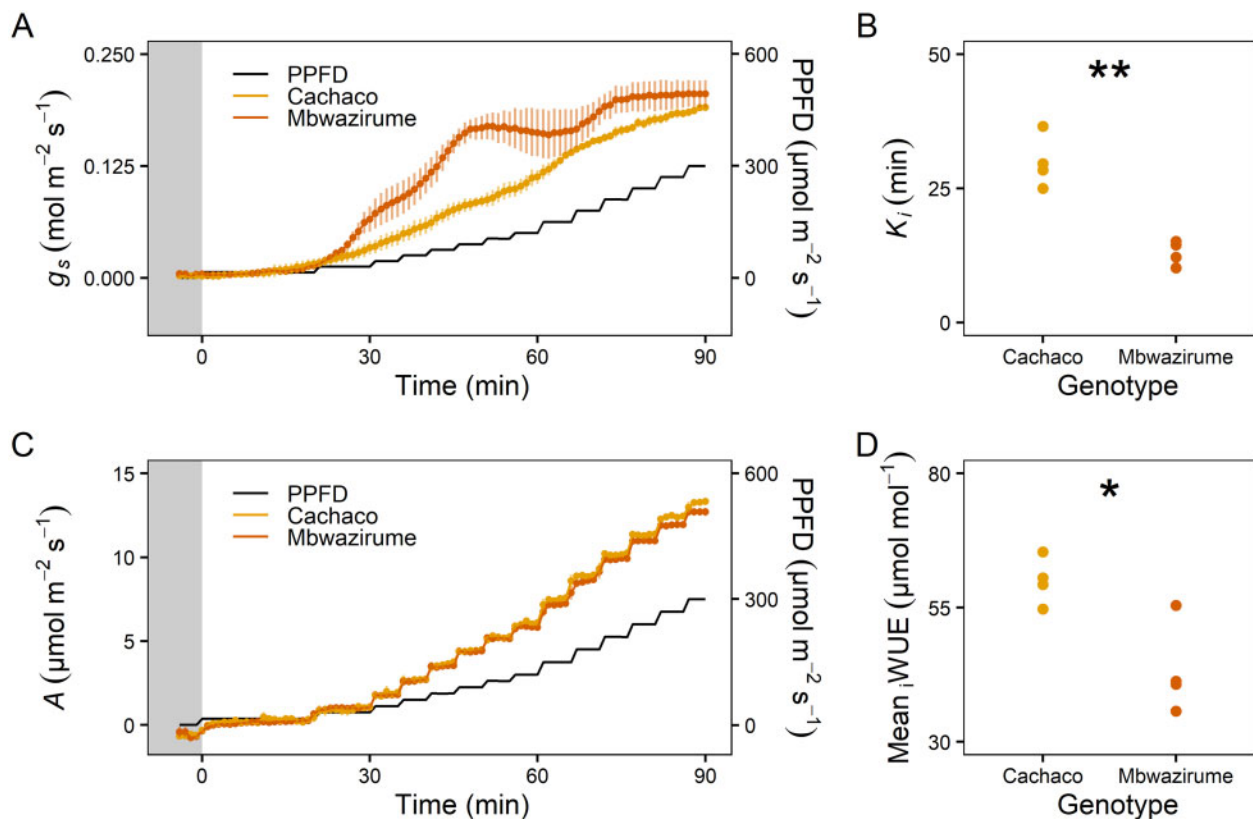 A
0.250
0.125
0.000
gₛ (mol m⁻² s⁻¹)
PPFD
Cachaco
Mbwazirume
600
300
0
PPFD (µmol m⁻² s⁻¹)
0
30
60
90
Time (min)
B
50
25
0
Kᵢ (min)
**
Cachaco
Mbwazirume
Genotype
C
15
10
5
0
A (µmol m⁻² s⁻¹)
PPFD
Cachaco
Mbwazirume
600
300
0
PPFD (µmol m⁻² s⁻¹)
0
30
60
90
Time (min)
D
80
55
30
Mean ᵢWUE (µmol mol⁻¹)
*
Cachaco
Mbwazirume
Genotype